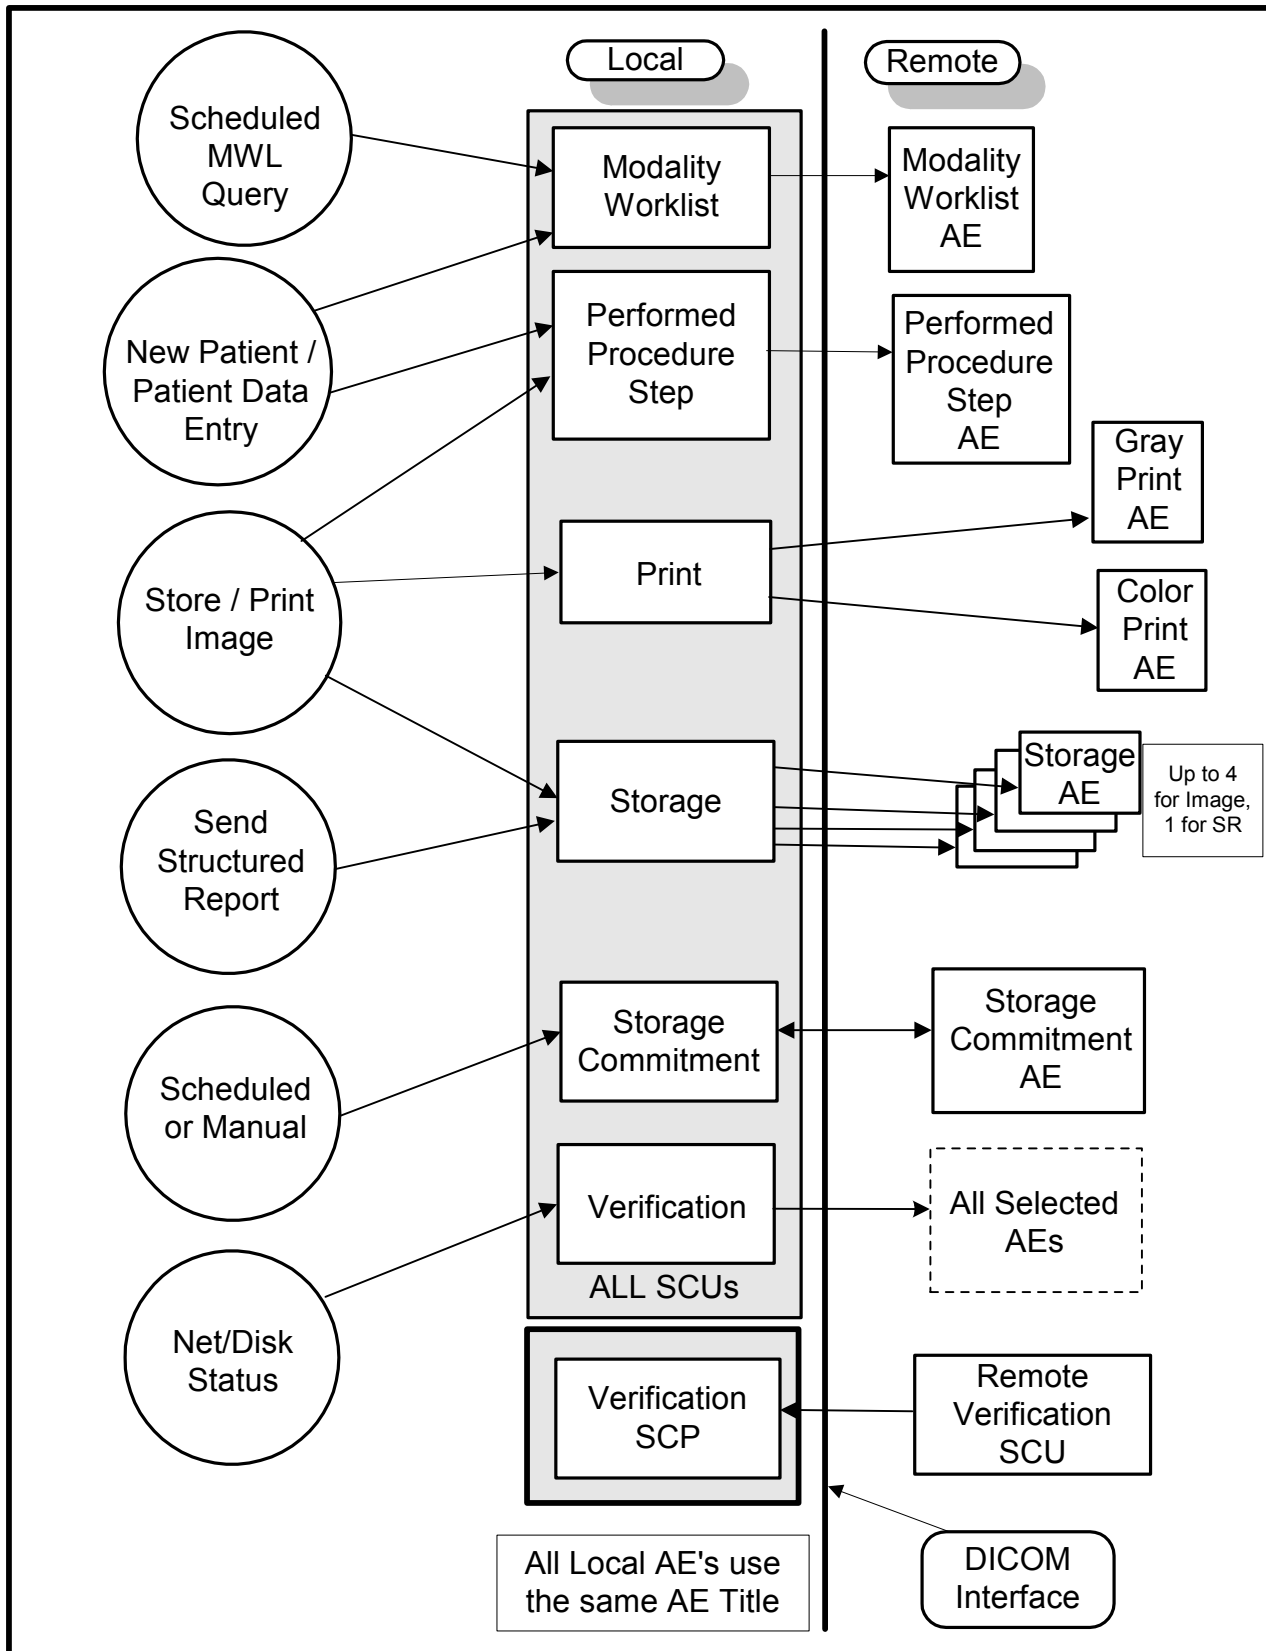 Local
Remote
Scheduled
MWL
Query
Modality
Worklist
Modality
Worklist
AE
New Patient /
Patient Data
Entry
Performed
Procedure
Step
Performed
Procedure
Step
AE
Gray
Print
AE
Store / Print
Image
Print
Color
Print
AE
Send
Structured
Report
Storage
Storage
AE
Up to 4
for Image,
1 for SR
Scheduled
or Manual
Storage
Commitment
Storage
Commitment
AE
Net/Disk
Status
Verification
All Selected
AEs
ALL SCUs
Verification
SCP
Remote
Verification
SCU
All Local AE's use
the same AE Title
DICOM
Interface